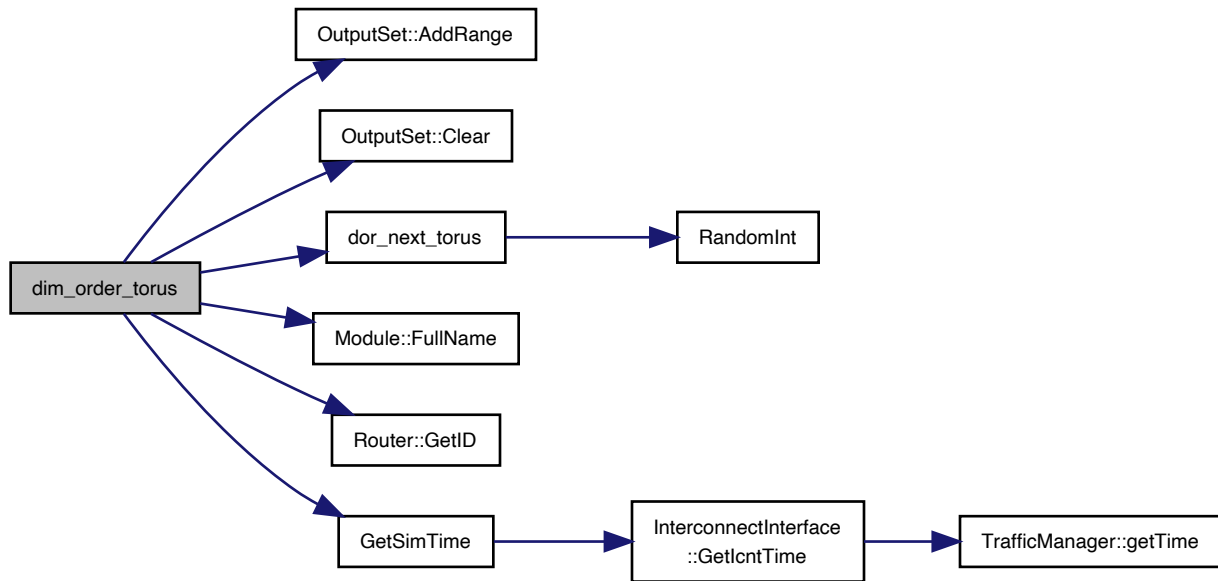 OutputSet::AddRange
OutputSet::Clear
dor_next_torus
RandomInt
dim_order_torus
Module::FullName
Router::GetID
GetSimTime
InterconnectInterface
::GetIcntTime
TrafficManager::getTime